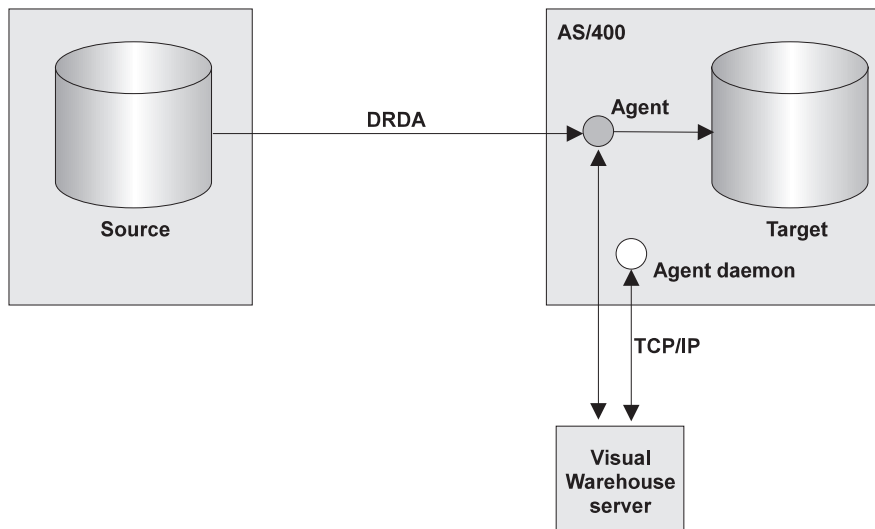 AS/400
Agent
DRDA
Source
Target
Agent daemon
TCP/IP
Visual
Warehouse
server